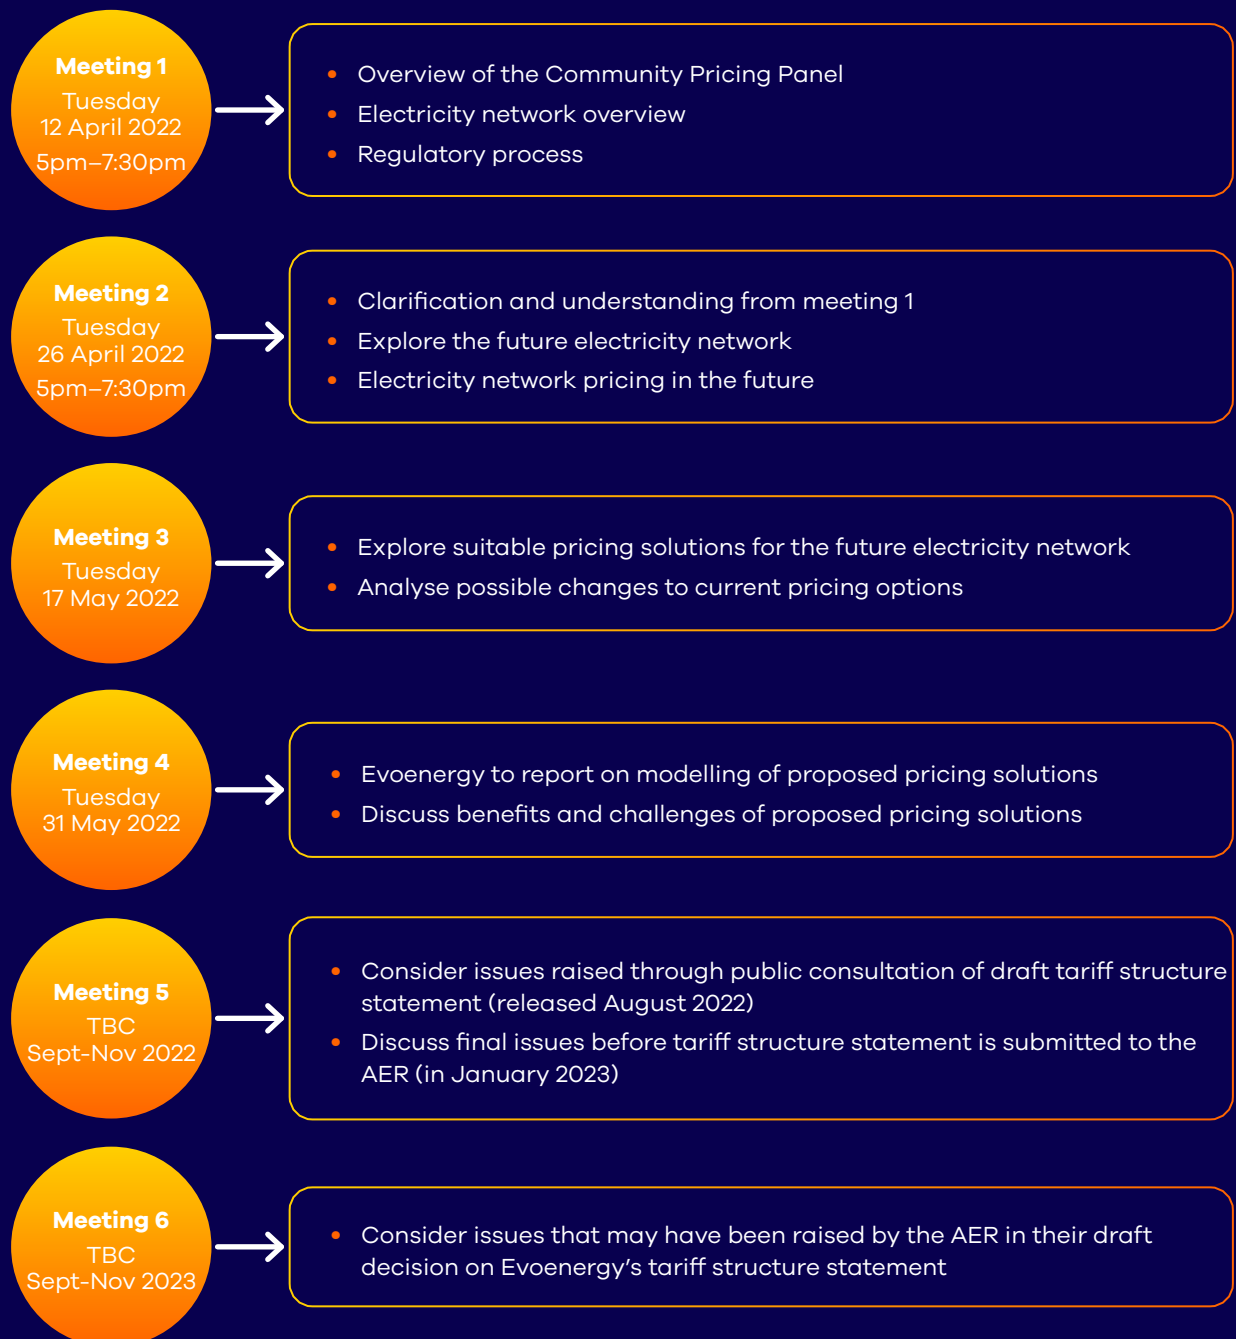 Meeting 1
Tuesday
12 April 2022
5pm–7:30pm
• Overview of the Community Pricing Panel
• Electricity network overview
• Regulatory process
Meeting 2
Tuesday
26 April 2022
5pm–7:30pm
• Clarification and understanding from meeting 1
• Explore the future electricity network
• Electricity network pricing in the future
Meeting 3
Tuesday
17 May 2022
• Explore suitable pricing solutions for the future electricity network
• Analyse possible changes to current pricing options
Meeting 4
Tuesday
31 May 2022
• Evoenergy to report on modelling of proposed pricing solutions
• Discuss benefits and challenges of proposed pricing solutions
Meeting 5
TBC
Sept-Nov 2022
• Consider issues raised through public consultation of draft tariff structure
statement (released August 2022)
• Discuss final issues before tariff structure statement is submitted to the
AER (in January 2023)
Meeting 6
TBC
Sept-Nov 2023
• Consider issues that may have been raised by the AER in their draft
decision on Evoenergy’s tariff structure statement